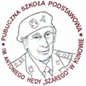 PUBLICZNA SZKOŁA PODSTAWOWA
IM. ANTONIEGO HEDY „SZAREGO” W KUNOWIE